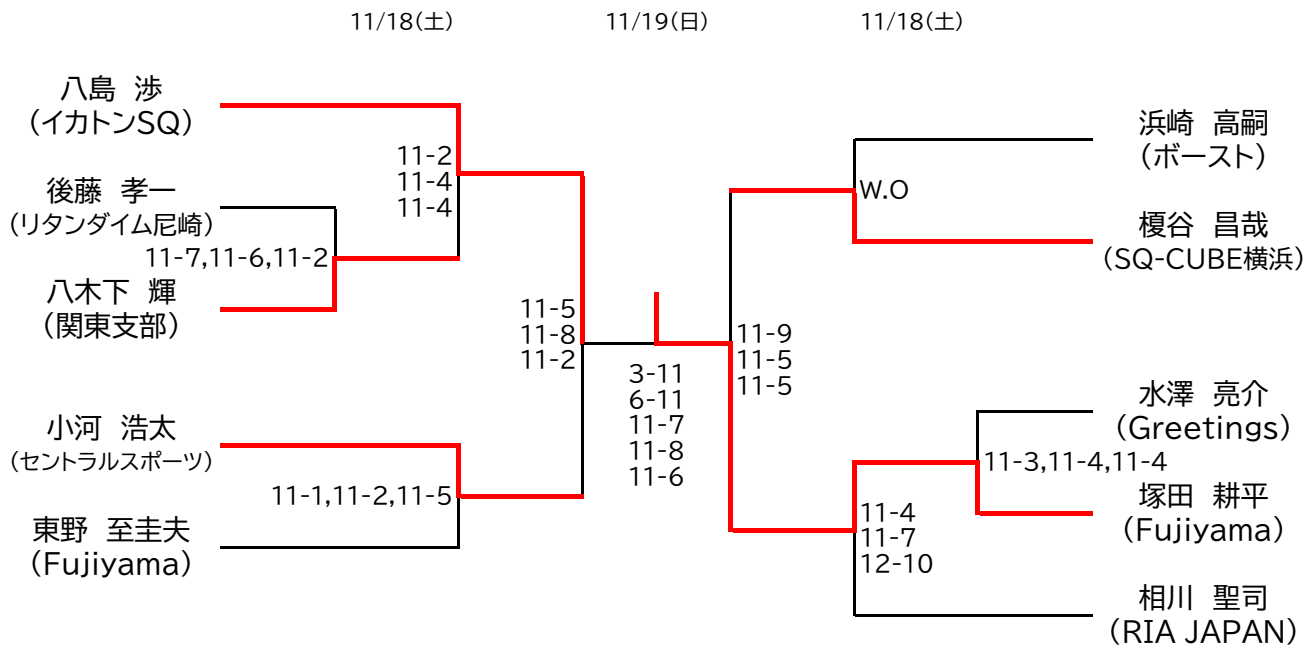 11/18(土)
11/19(日)
11/18(土)
八島 渉
(イカトンSQ)
後藤 孝一
(リタンダイム尼崎)
11-7,11-6,11-2
八木下 輝
(関東支部)
小河 浩太
(セントラルスポーツ)
東野 至圭夫
(Fujiyama)
11-2
11-4
11-4
11-1,11-2,11-5
11-5
11-8
11-2
3-11
6-11
11-7
11-8
11-6
11-9
11-5
11-5
W.O
11-3,11-4,11-4
11-4
11-7
12-10
浜崎 高嗣
(ボースト)
榎谷 昌哉
(SQ-CUBE横浜)
水澤 亮介
(Greetings)
塚田 耕平
(Fujiyama)
相川 聖司
(RIA JAPAN)